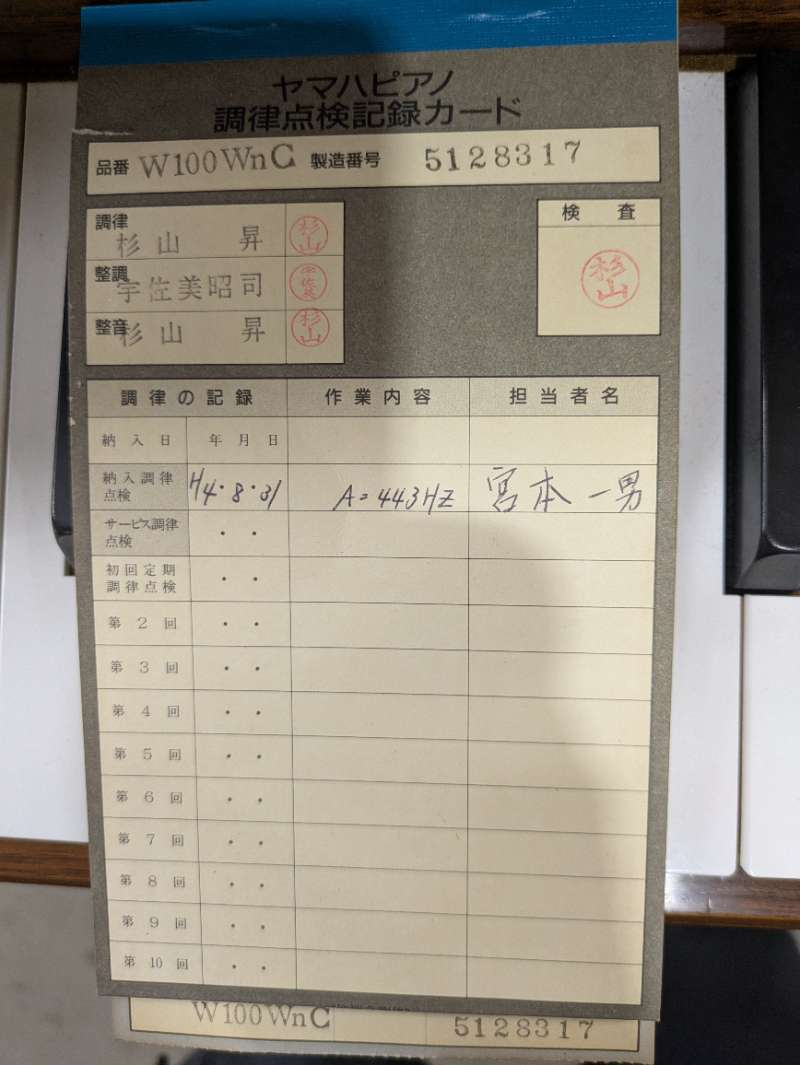 ヤマハピアノ
調律点検記録カード
品番 W100WnC 製造番号 5128317
調律 杉山 昇 杉山
整調 宇佐美昭司 宇佐美
整音 杉山 昇 杉山
検査
杉山
調律の記録 作業内容 担当者名
納入日 年月日
納入調律点検 H4・8・31 A=443HZ 宮本一男
サービス調律点検 ・・
初回定期調律点検 ・・
第2回 ・・
第3回 ・・
第4回 ・・
第5回 ・・
第6回 ・・
第7回 ・・
第8回 ・・
第9回 ・・
第10回 ・・
W100WnC 5128317